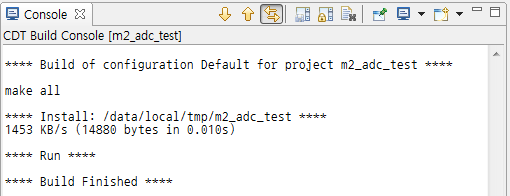 Console
CDT Build Console [m2_adc_test]
**** Build of configuration Default for project m2_adc_test ****
make all
**** Install: /data/local/tmp/m2_adc_test ****
1453 KB/s (14880 bytes in 0.010s)
**** Run ****
**** Build Finished ****